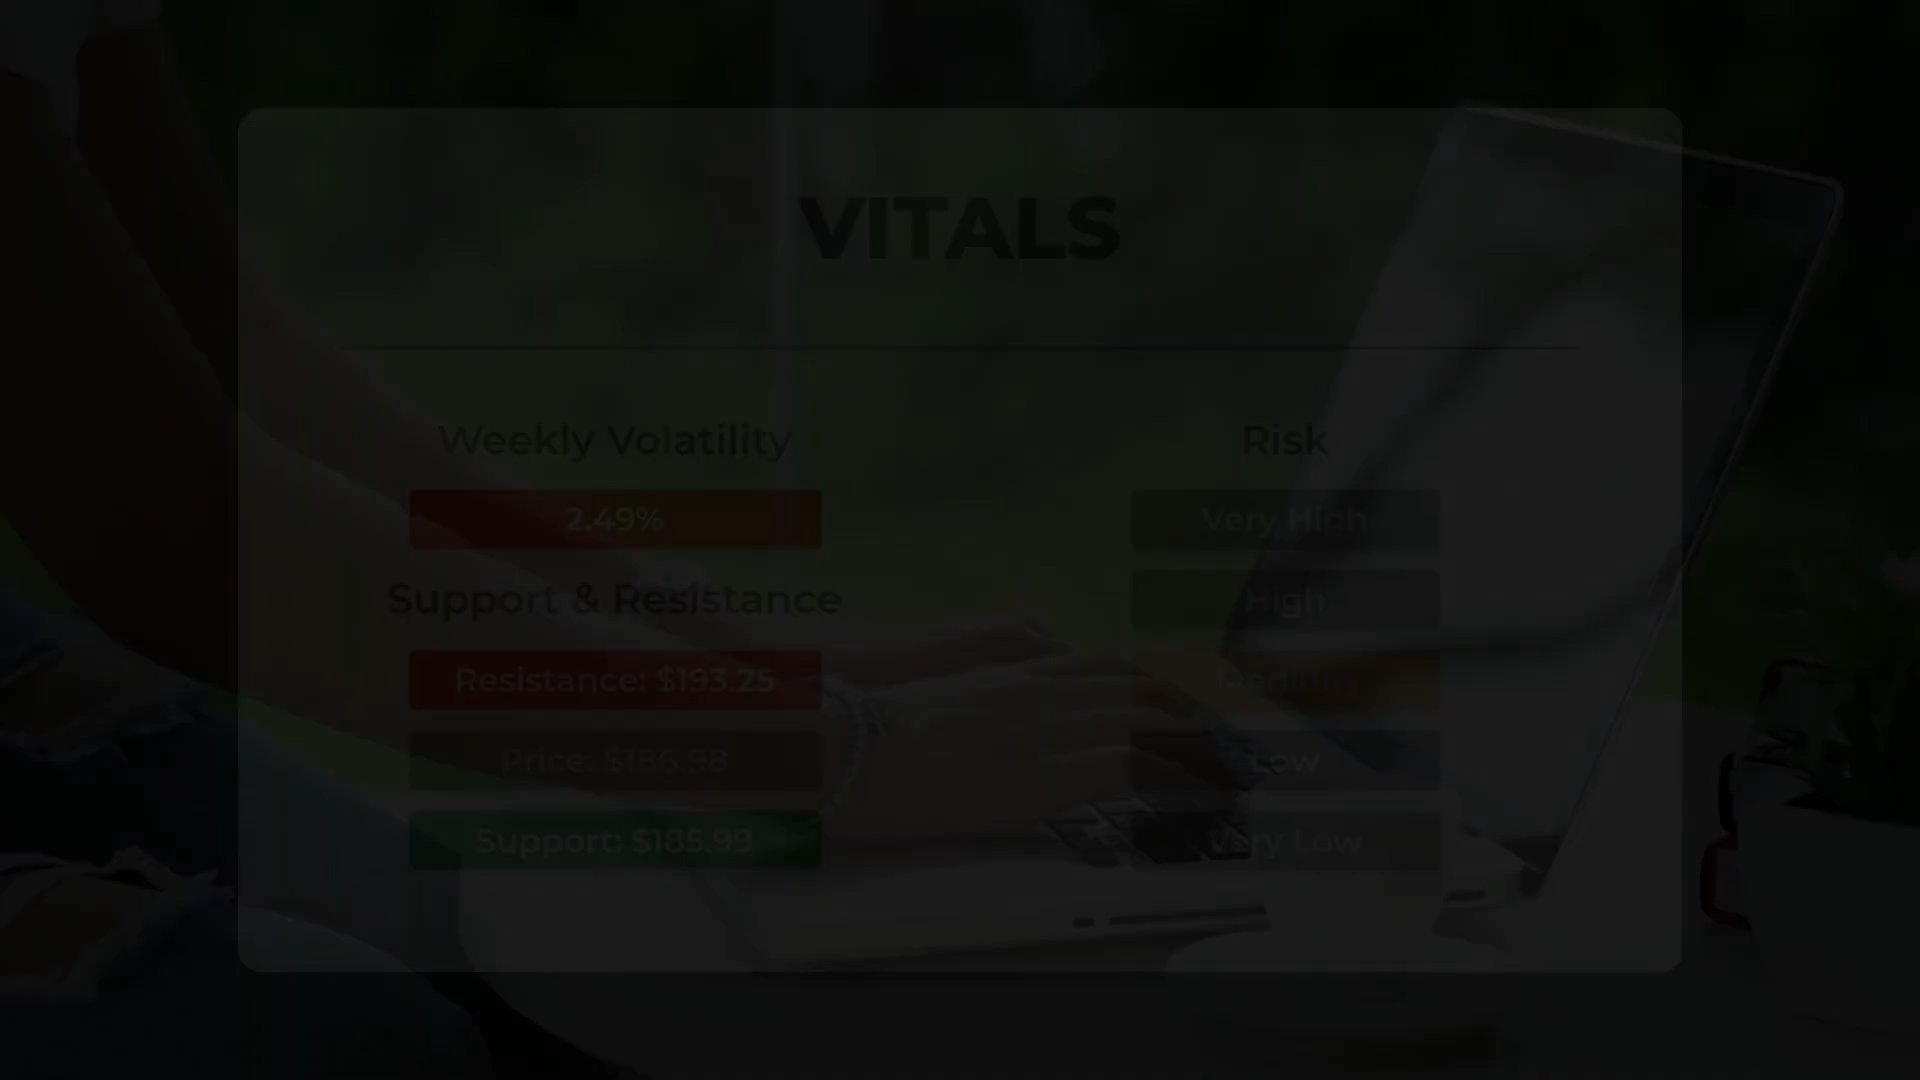 VITALS
Weekly Volatility
2.49%
Support & Resistance
Resistance: $193.25
Price: $186.98
Support: $185.99
Risk
Very High
High
Medium
Low
Very Low